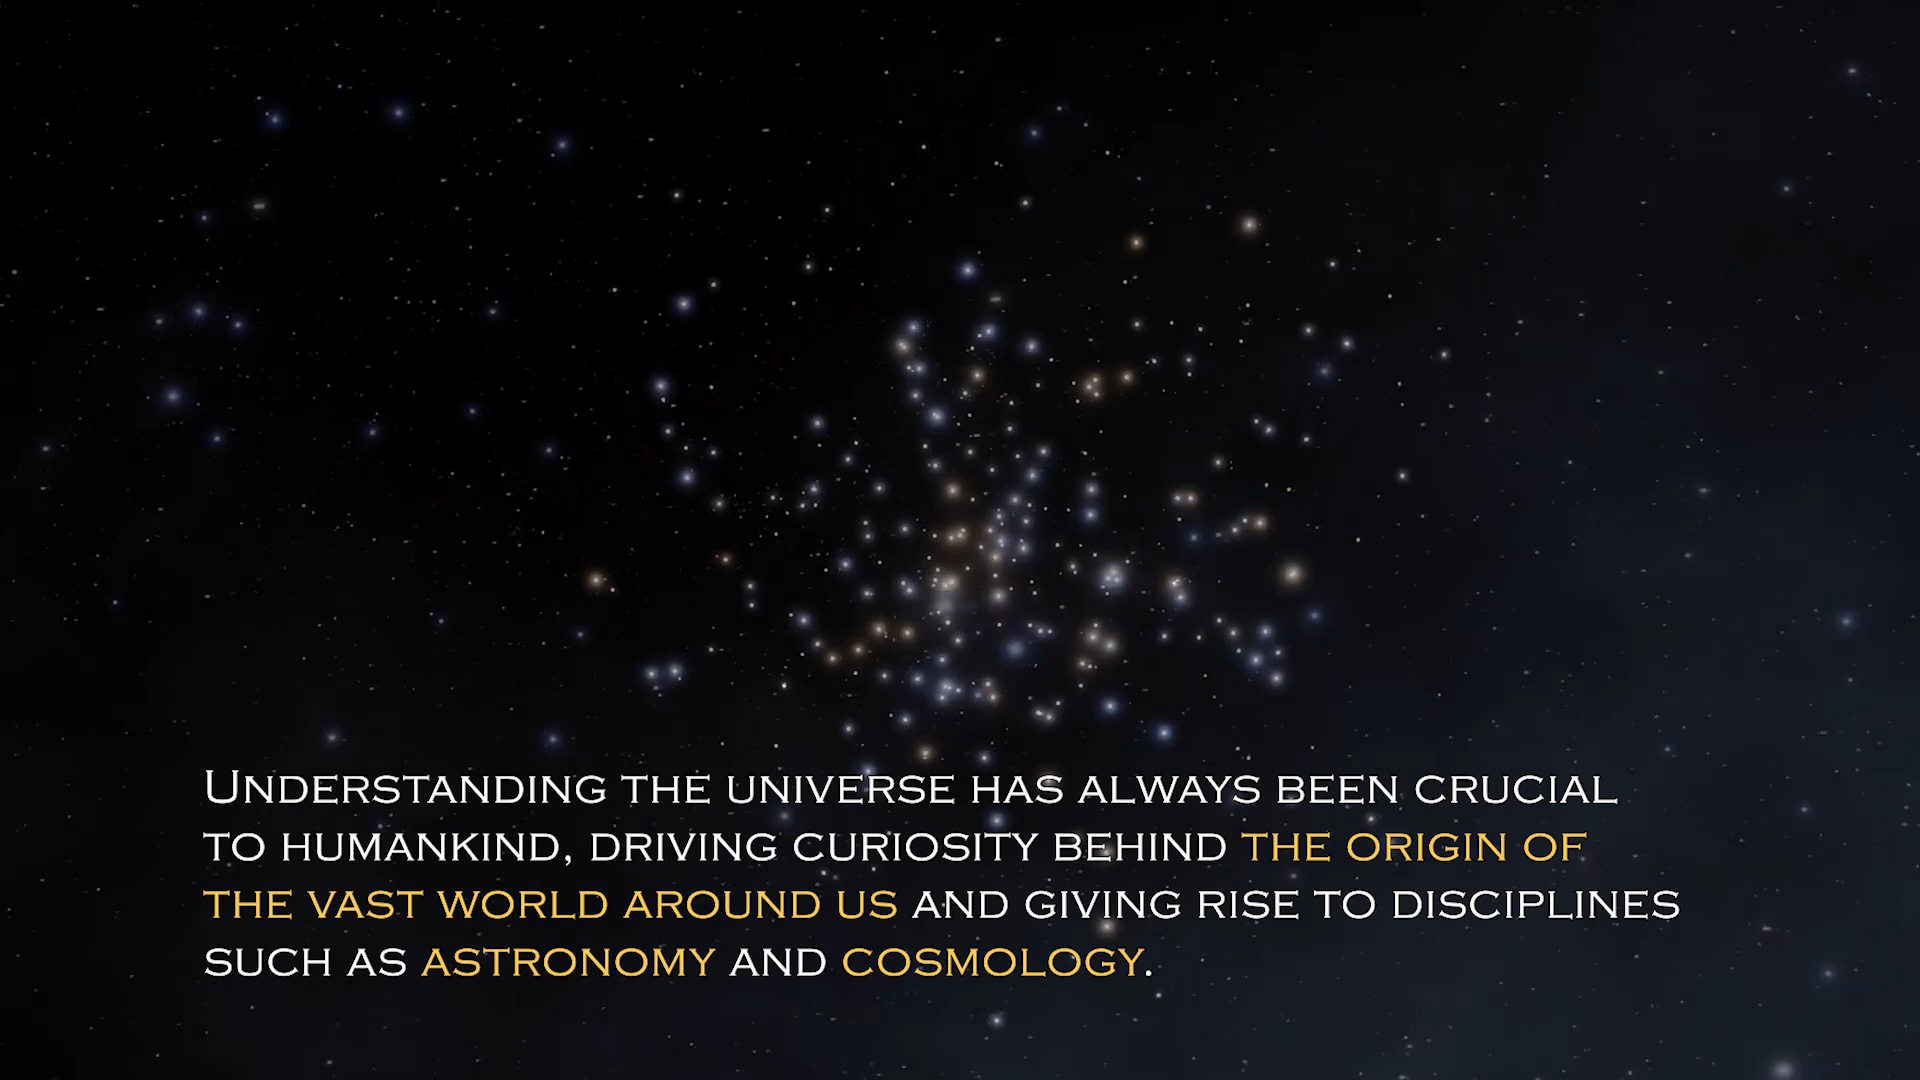 Understanding the universe has always been crucial
to humankind, driving curiosity behind the origin of
the vast world around us and giving rise to disciplines
such as astronomy and cosmology.